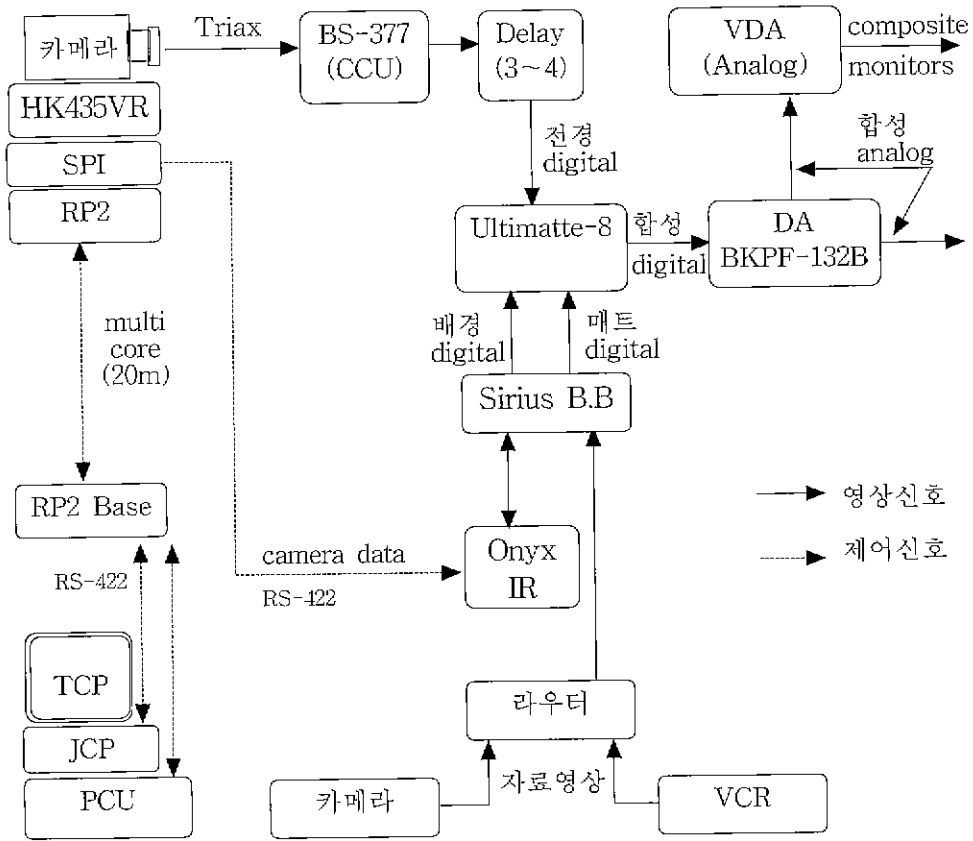 카메라
HK435VR
SPI
RP2
Triax
BS-377
(CCU)
Delay
(3~4)
전경
digital
VDA
(Analog)
composite
monitors
합성
analog
Ultimatte-8
합성
digital
DA
BKPF-132B
multi
core
(20m)
배경
digital
매트
digital
Sirius B.B
RP2 Base
RS-422
camera data
RS-422
Onyx
IR
영상신호
제어신호
TCP
JCP
PCU
라우터
카메라
자료영상
VCR